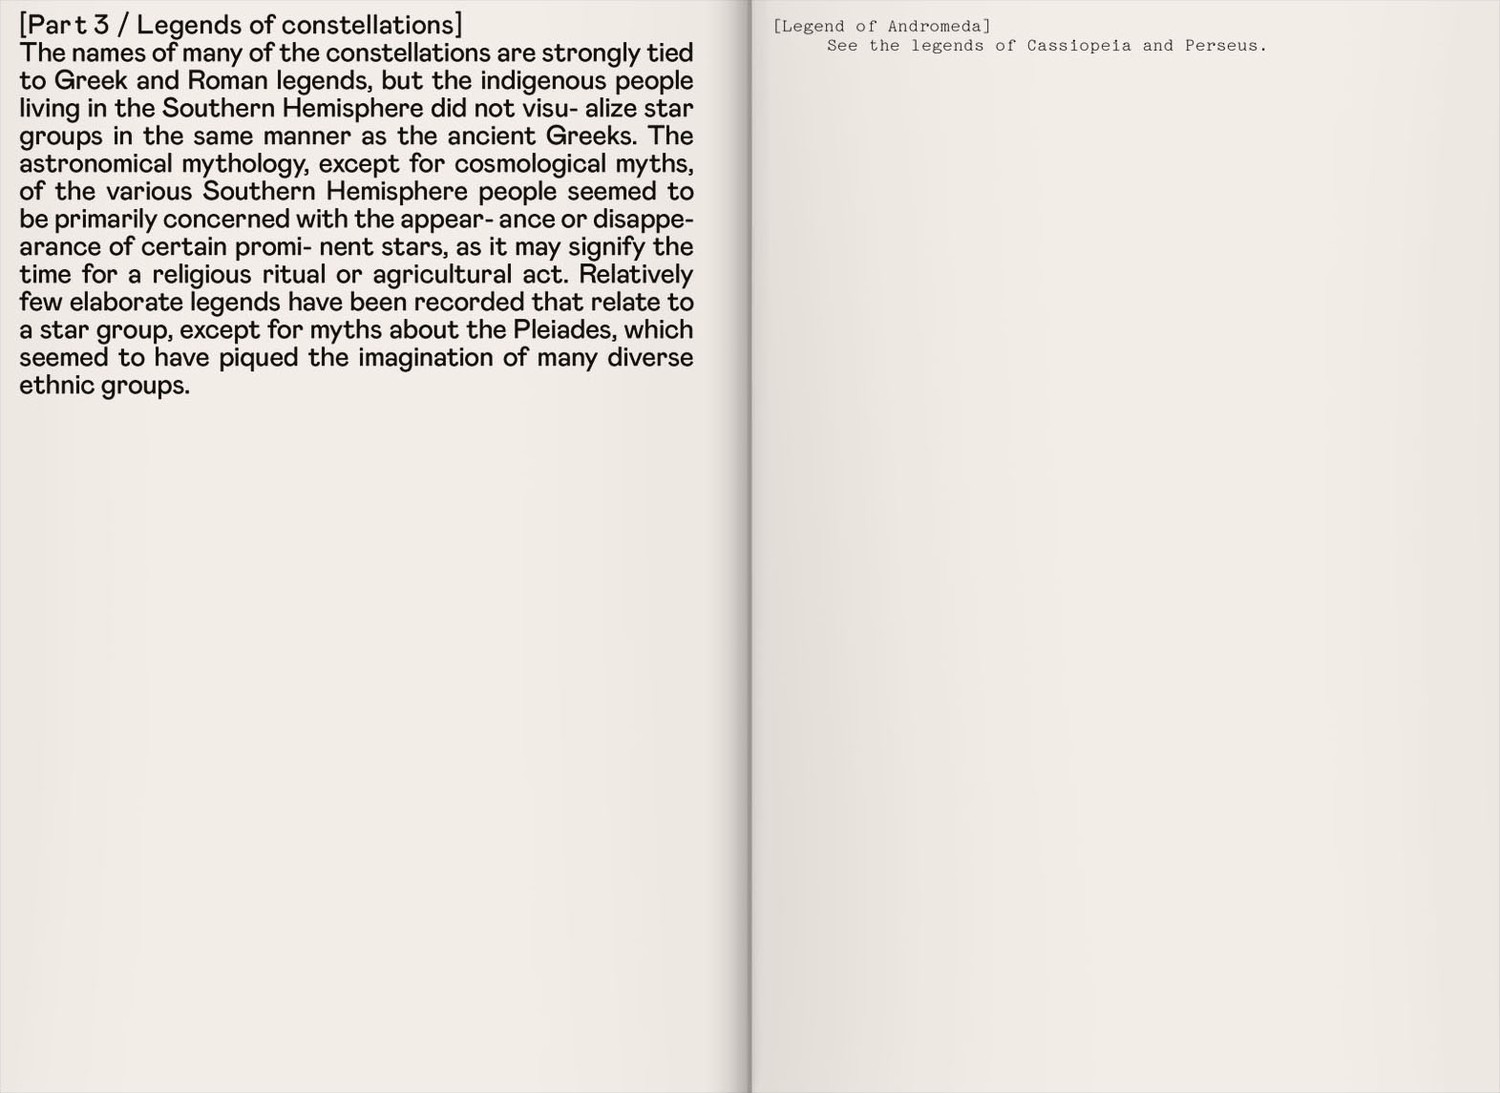 [Part 3 / Legends of constellations]
The names of many of the constellations are strongly tied
to Greek and Roman legends, but the indigenous people
living in the Southern Hemisphere did not visu- alize star
groups in the same manner as the ancient Greeks. The
astronomical mythology, except for cosmological myths,
of the various Southern Hemisphere people seemed to
be primarily concerned with the appear- ance or disappe-
arance of certain promi- nent stars, as it may signify the
time for a religious ritual or agricultural act. Relatively
few elaborate legends have been recorded that relate to
a star group, except for myths about the Pleiades, which
seemed to have piqued the imagination of many diverse
ethnic groups.
[Legend of Andromeda]
See the legends of Cassiopeia and Perseus.